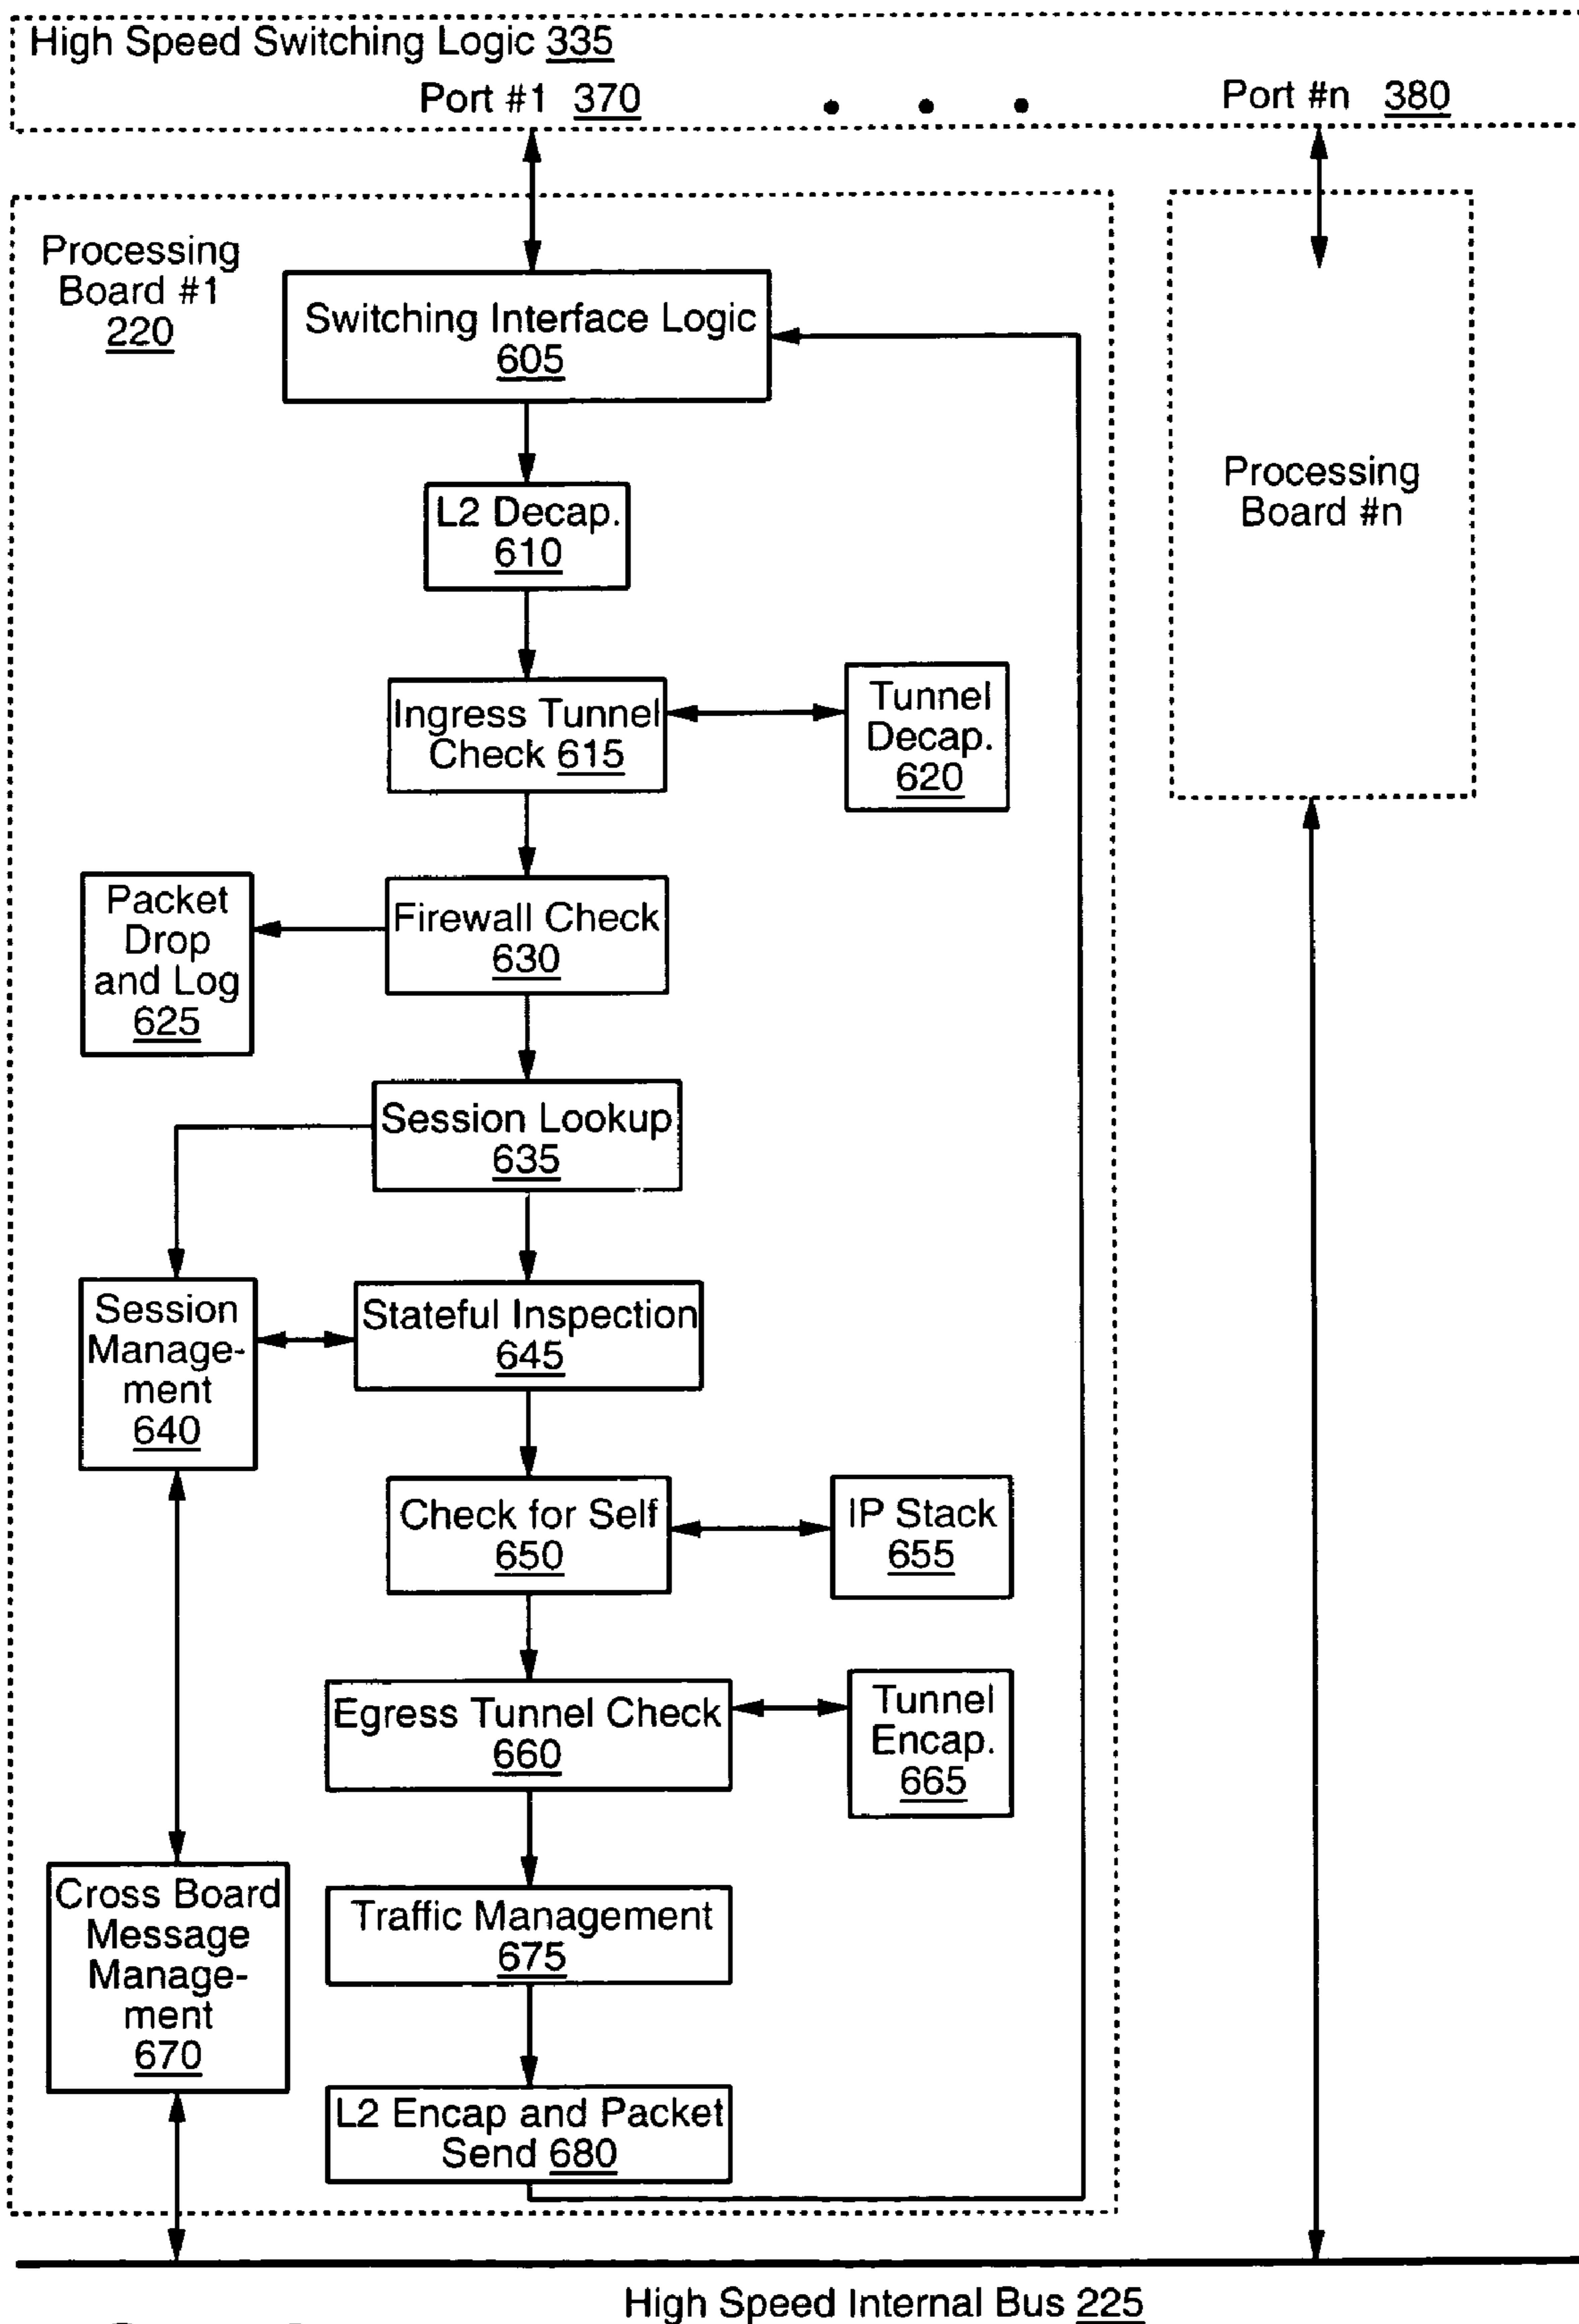 High Speed Switching Logic 335
Port #1 370 • • • Port #n 380
Processing
Board #1
220
Switching Interface Logic
605
L2 Decap.
610
Processing
Board #n
Ingress Tunnel
Check 615
Tunnel
Decap.
620
Packet
Drop
and Log
625
Firewall Check
630
Session Lookup
635
Session
Manage-
ment
640
Stateful Inspection
645
Check for Self
650
IP Stack
655
Egress Tunnel Check
660
Tunnel
Encap.
665
Cross Board
Message
Manage-
ment
670
Traffic Management
675
L2 Encap and Packet
Send 680
High Speed Internal Bus 225